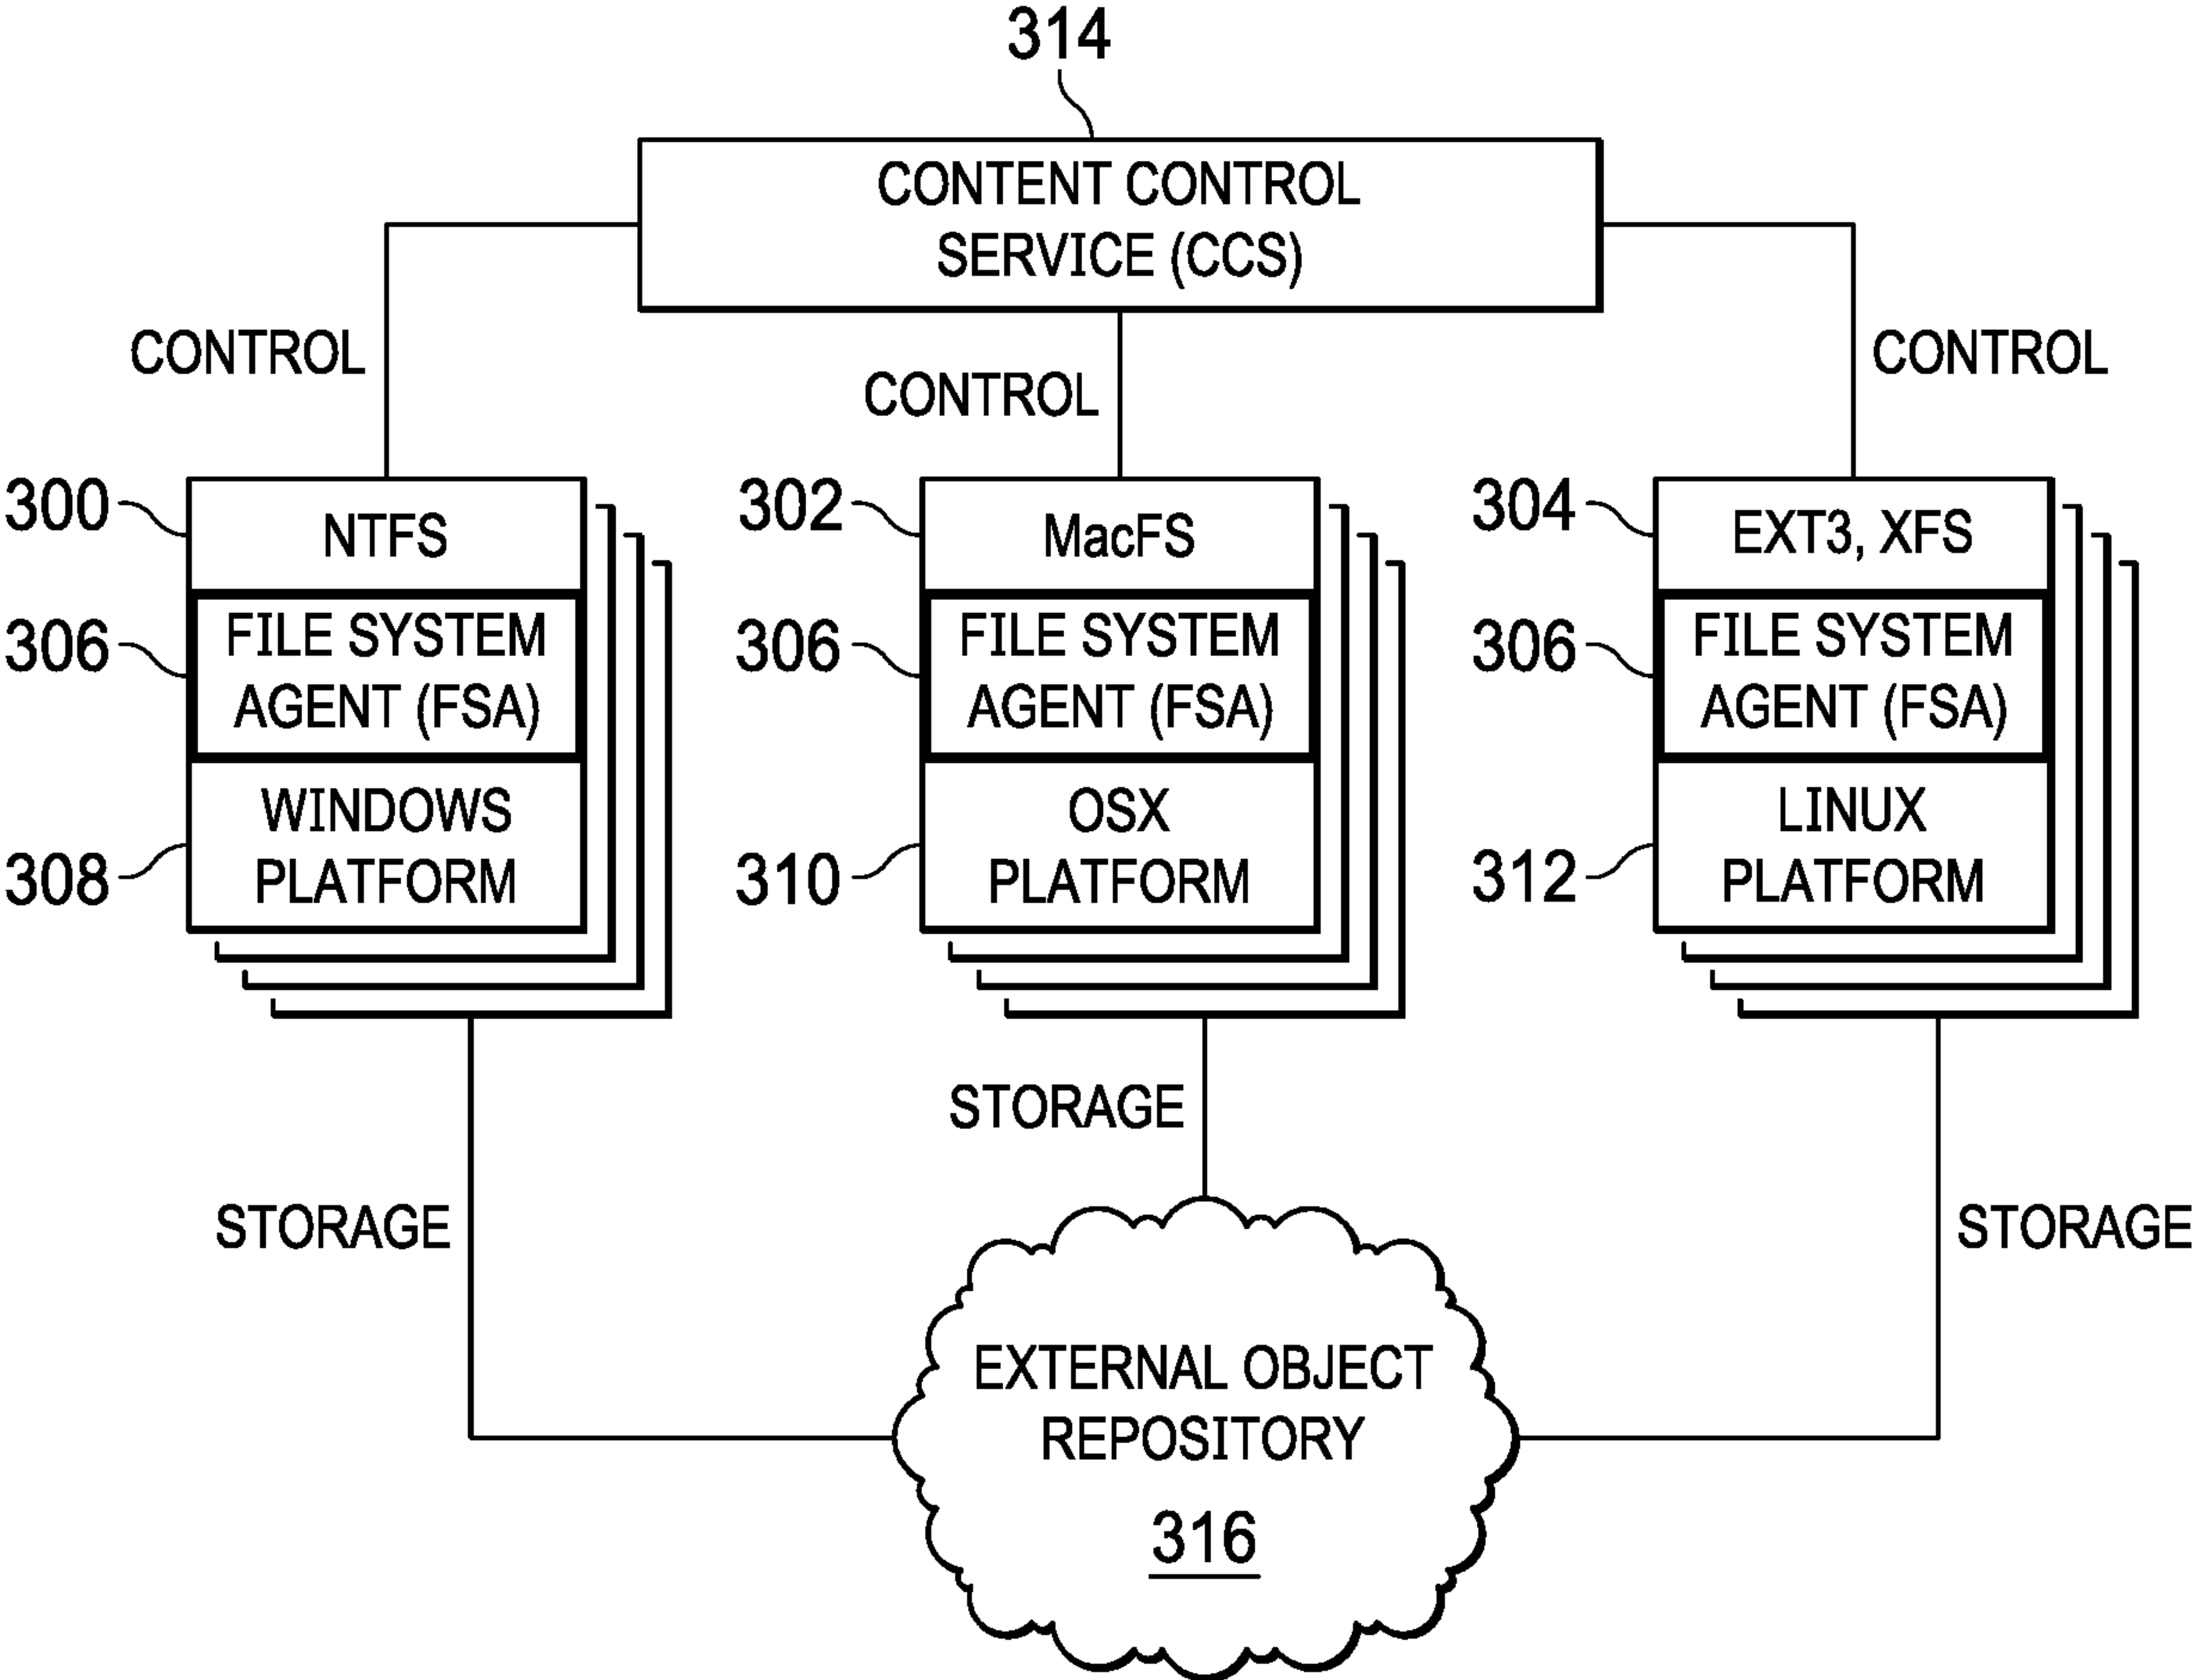 314
CONTENT CONTROL
SERVICE (CCS)
CONTROL
CONTROL
CONTROL
300
NTFS
306
FILE SYSTEM
AGENT (FSA)
308
WINDOWS
PLATFORM
302
MacFS
306
FILE SYSTEM
AGENT (FSA)
310
OSX
PLATFORM
304
EXT3, XFS
306
FILE SYSTEM
AGENT (FSA)
312
LINUX
PLATFORM
STORAGE
STORAGE
STORAGE
EXTERNAL OBJECT
REPOSITORY
316